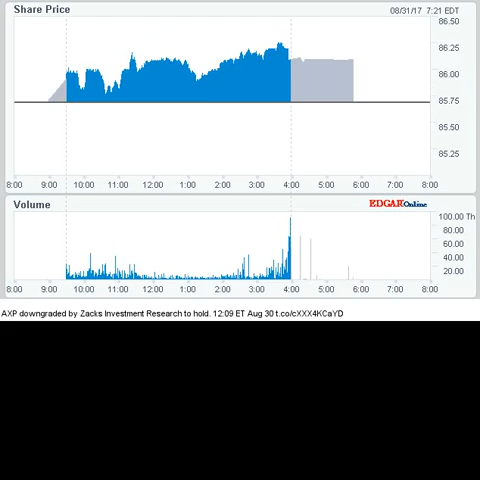 Share Price
08/31/17 7:21 EDT
86.50
86.25
86.00
85.75
85.50
85.25
8:00 9:00 10:00 11:00 12:00 1:00 2:00 3:00 4:00 5:00 6:00 7:00 8:00
Volume
EDGAROnline
100.00 Th
80.00
60.00
40.00
20.00
8:00 9:00 10:00 11:00 12:00 1:00 2:00 3:00 4:00 5:00 6:00 7:00 8:00
AXP downgraded by Zacks Investment Research to hold. 12:09 ET Aug 30 t.co/cXXX4KCaYD